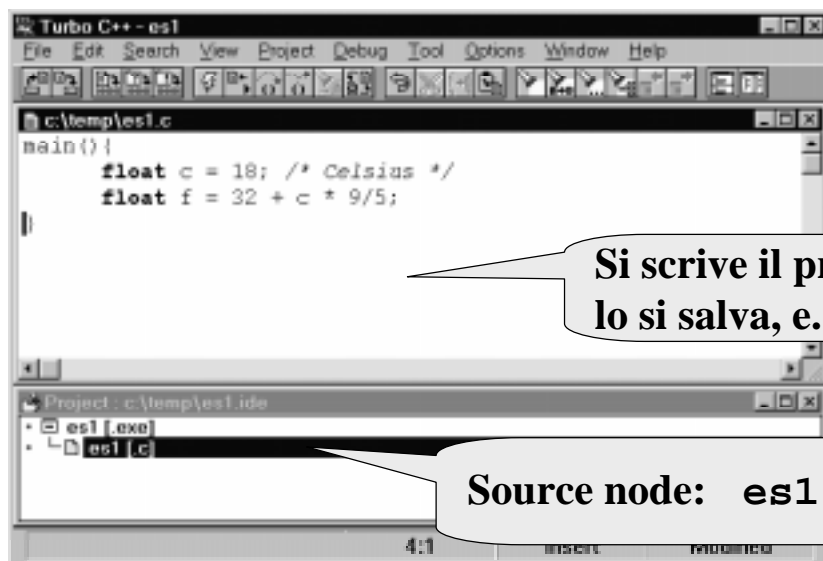 Turbo C++ - es1
File Edit Search View Project Debug Tool Options Window Help
c:\temp\es1.c
main(){
float c = 18; /* Celsius */
float f = 32 + c * 9/5;
}
Si scrive il pr
lo si salva, e.
Project : c:\temp\es1.ide
es1 [.exe]
es1 [.c]
Source node: es1
4:1 Insert Modified